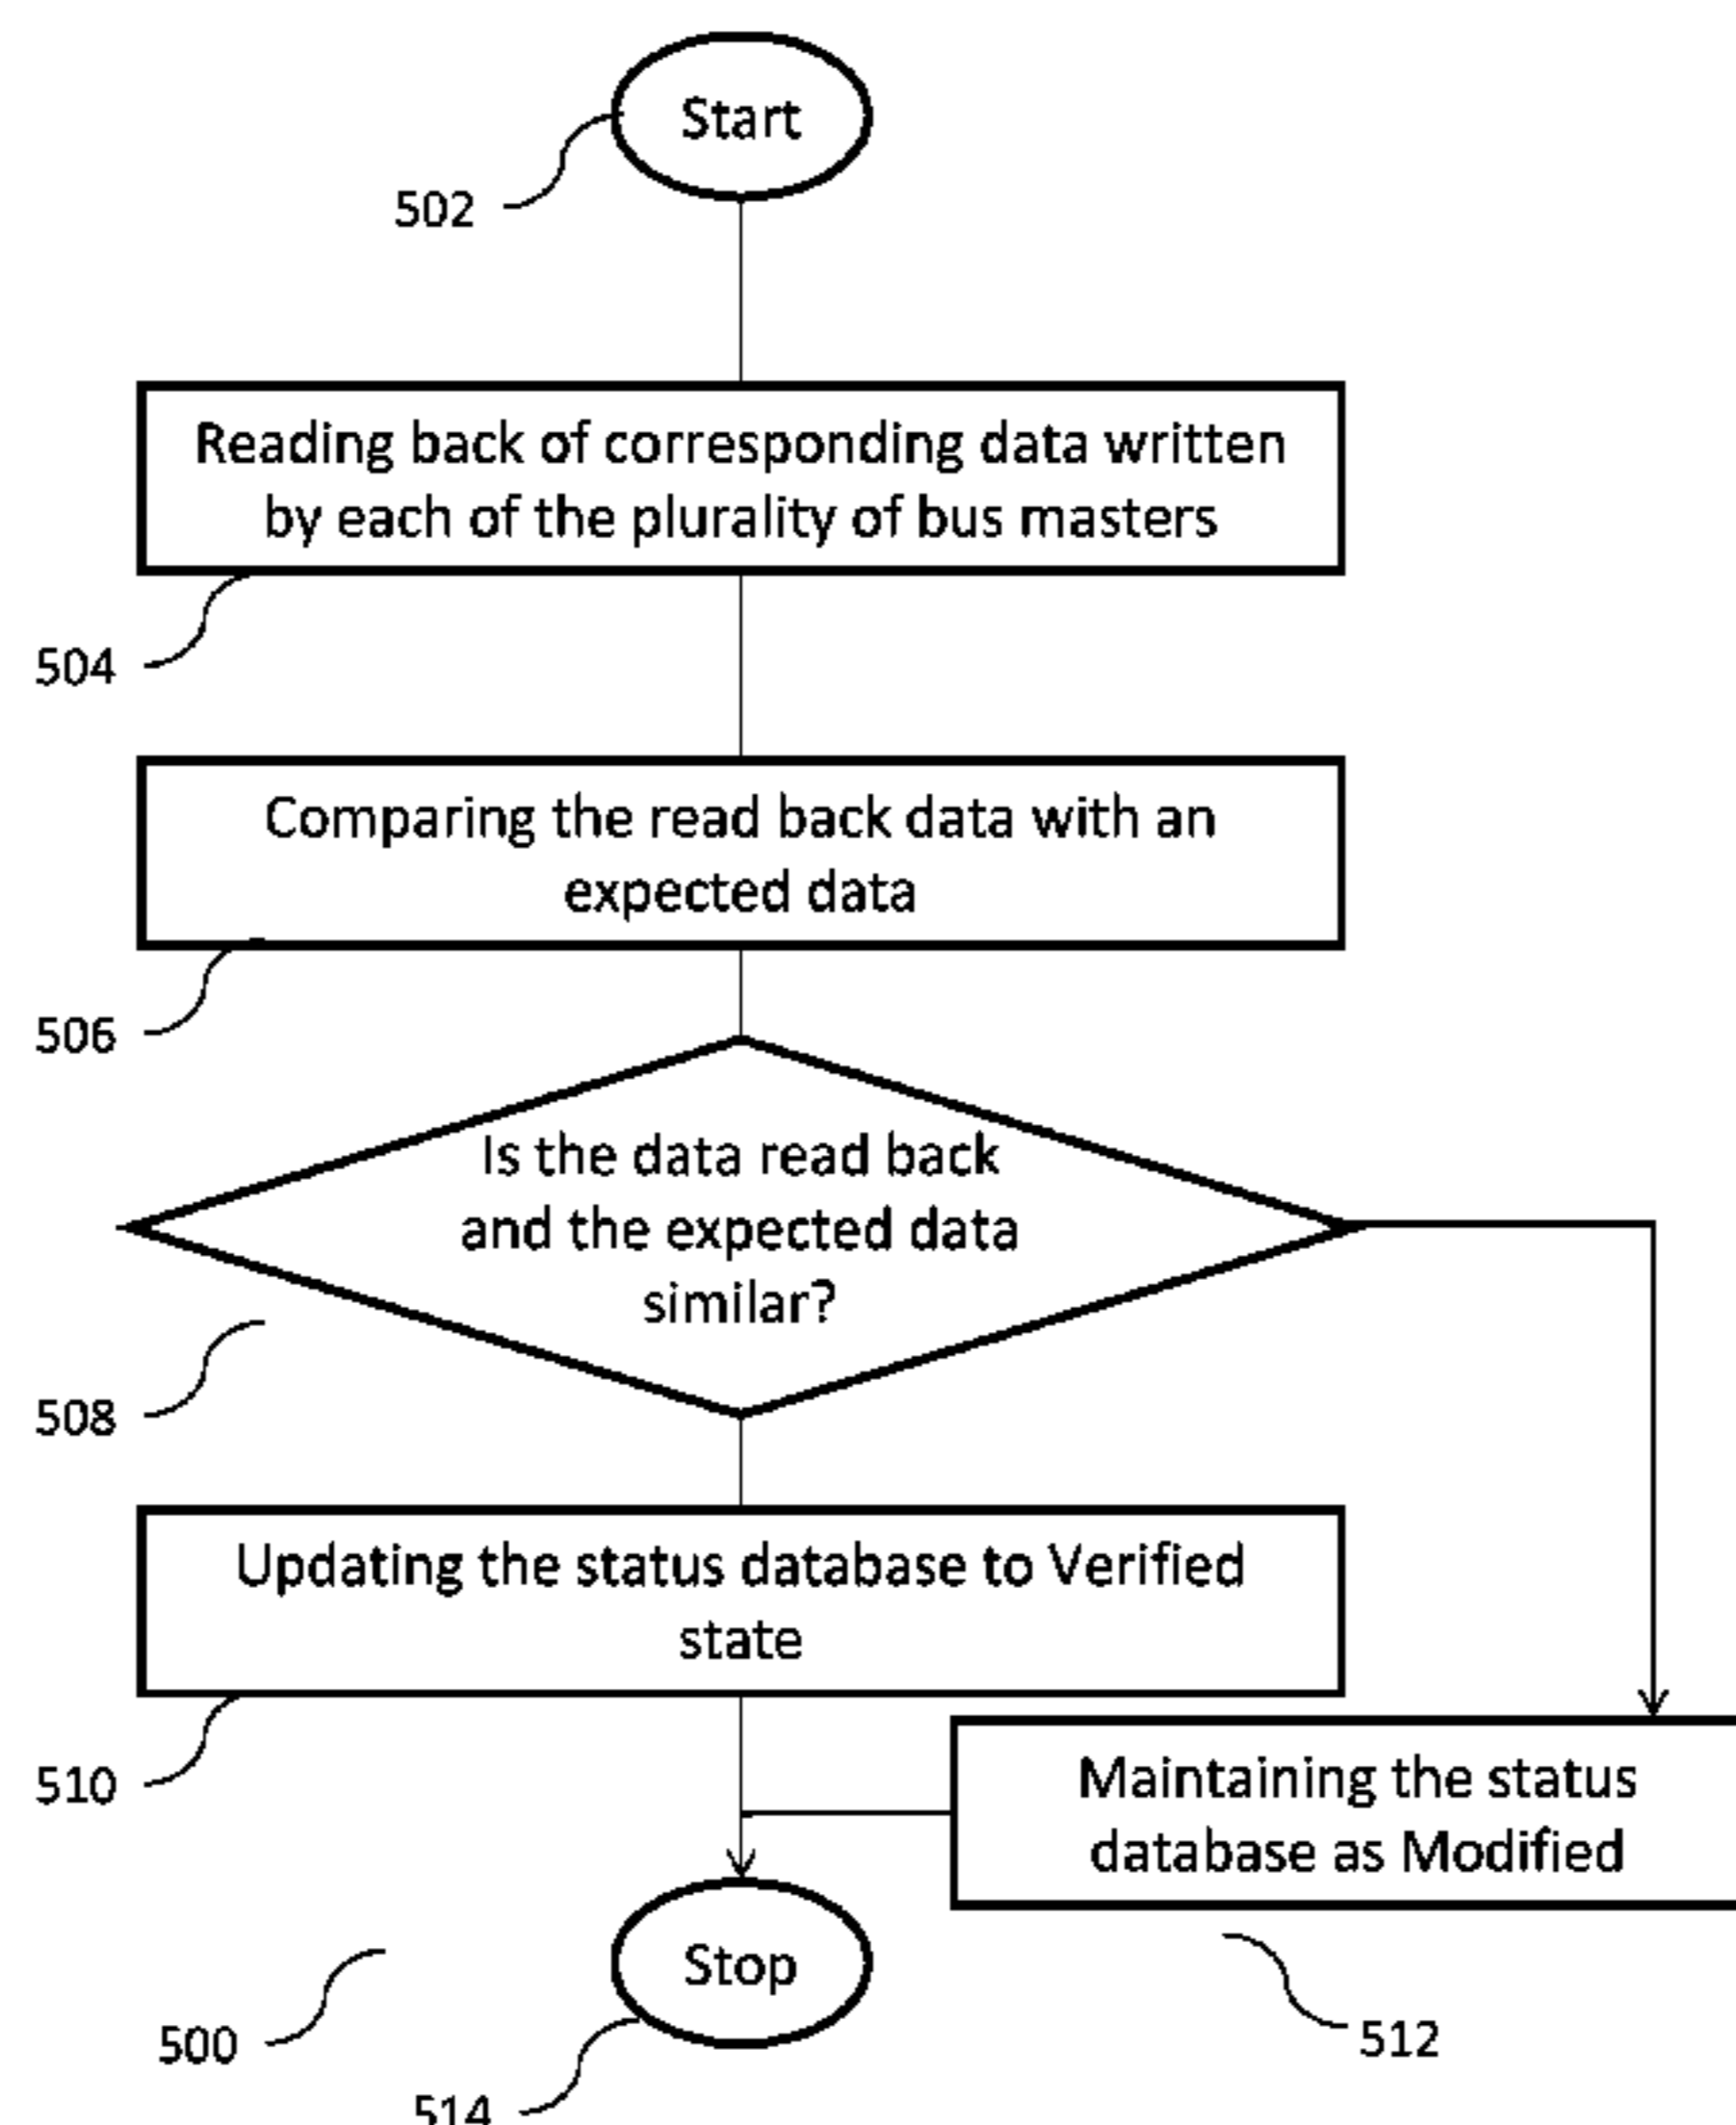 Start
502
Reading back of corresponding data written
by each of the plurality of bus masters
504
Comparing the read back data with an
expected data
506
Is the data read back
and the expected data
similar?
508
Updating the status database to Verified
state
510
Maintaining the status
database as Modified
Stop
500
512
514